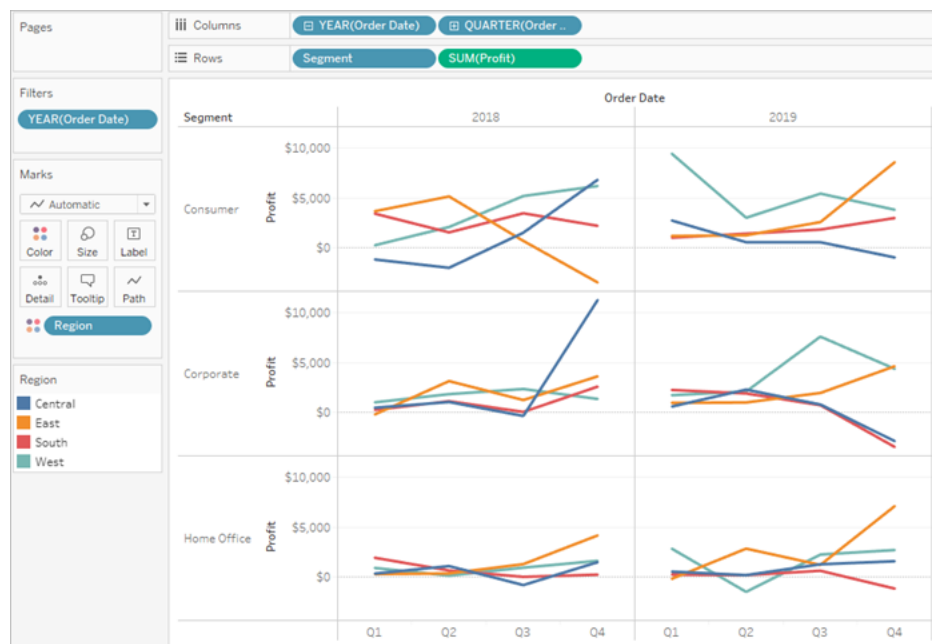 Pages
Columns
YEAR(Order Date)
QUARTER(Order ..
Rows
Segment
SUM(Profit)
Filters
YEAR(Order Date)
Marks
Automatic
Color
Size
Label
Detail
Tooltip
Path
Region
Region
Central
East
South
West
Order Date
Segment
2018
2019
Consumer
Profit
$10,000
$5,000
$0
Corporate
Profit
$10,000
$5,000
$0
Home Office
Profit
$10,000
$5,000
$0
Q1
Q2
Q3
Q4
Q1
Q2
Q3
Q4